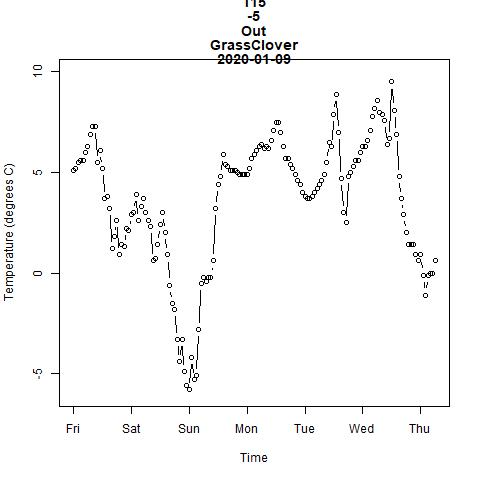 T15
-5
Out
GrassClover
2020-01-09
Temperature (degrees C)
10
5
0
-5
Fri Sat Sun Mon Tue Wed Thu
Time